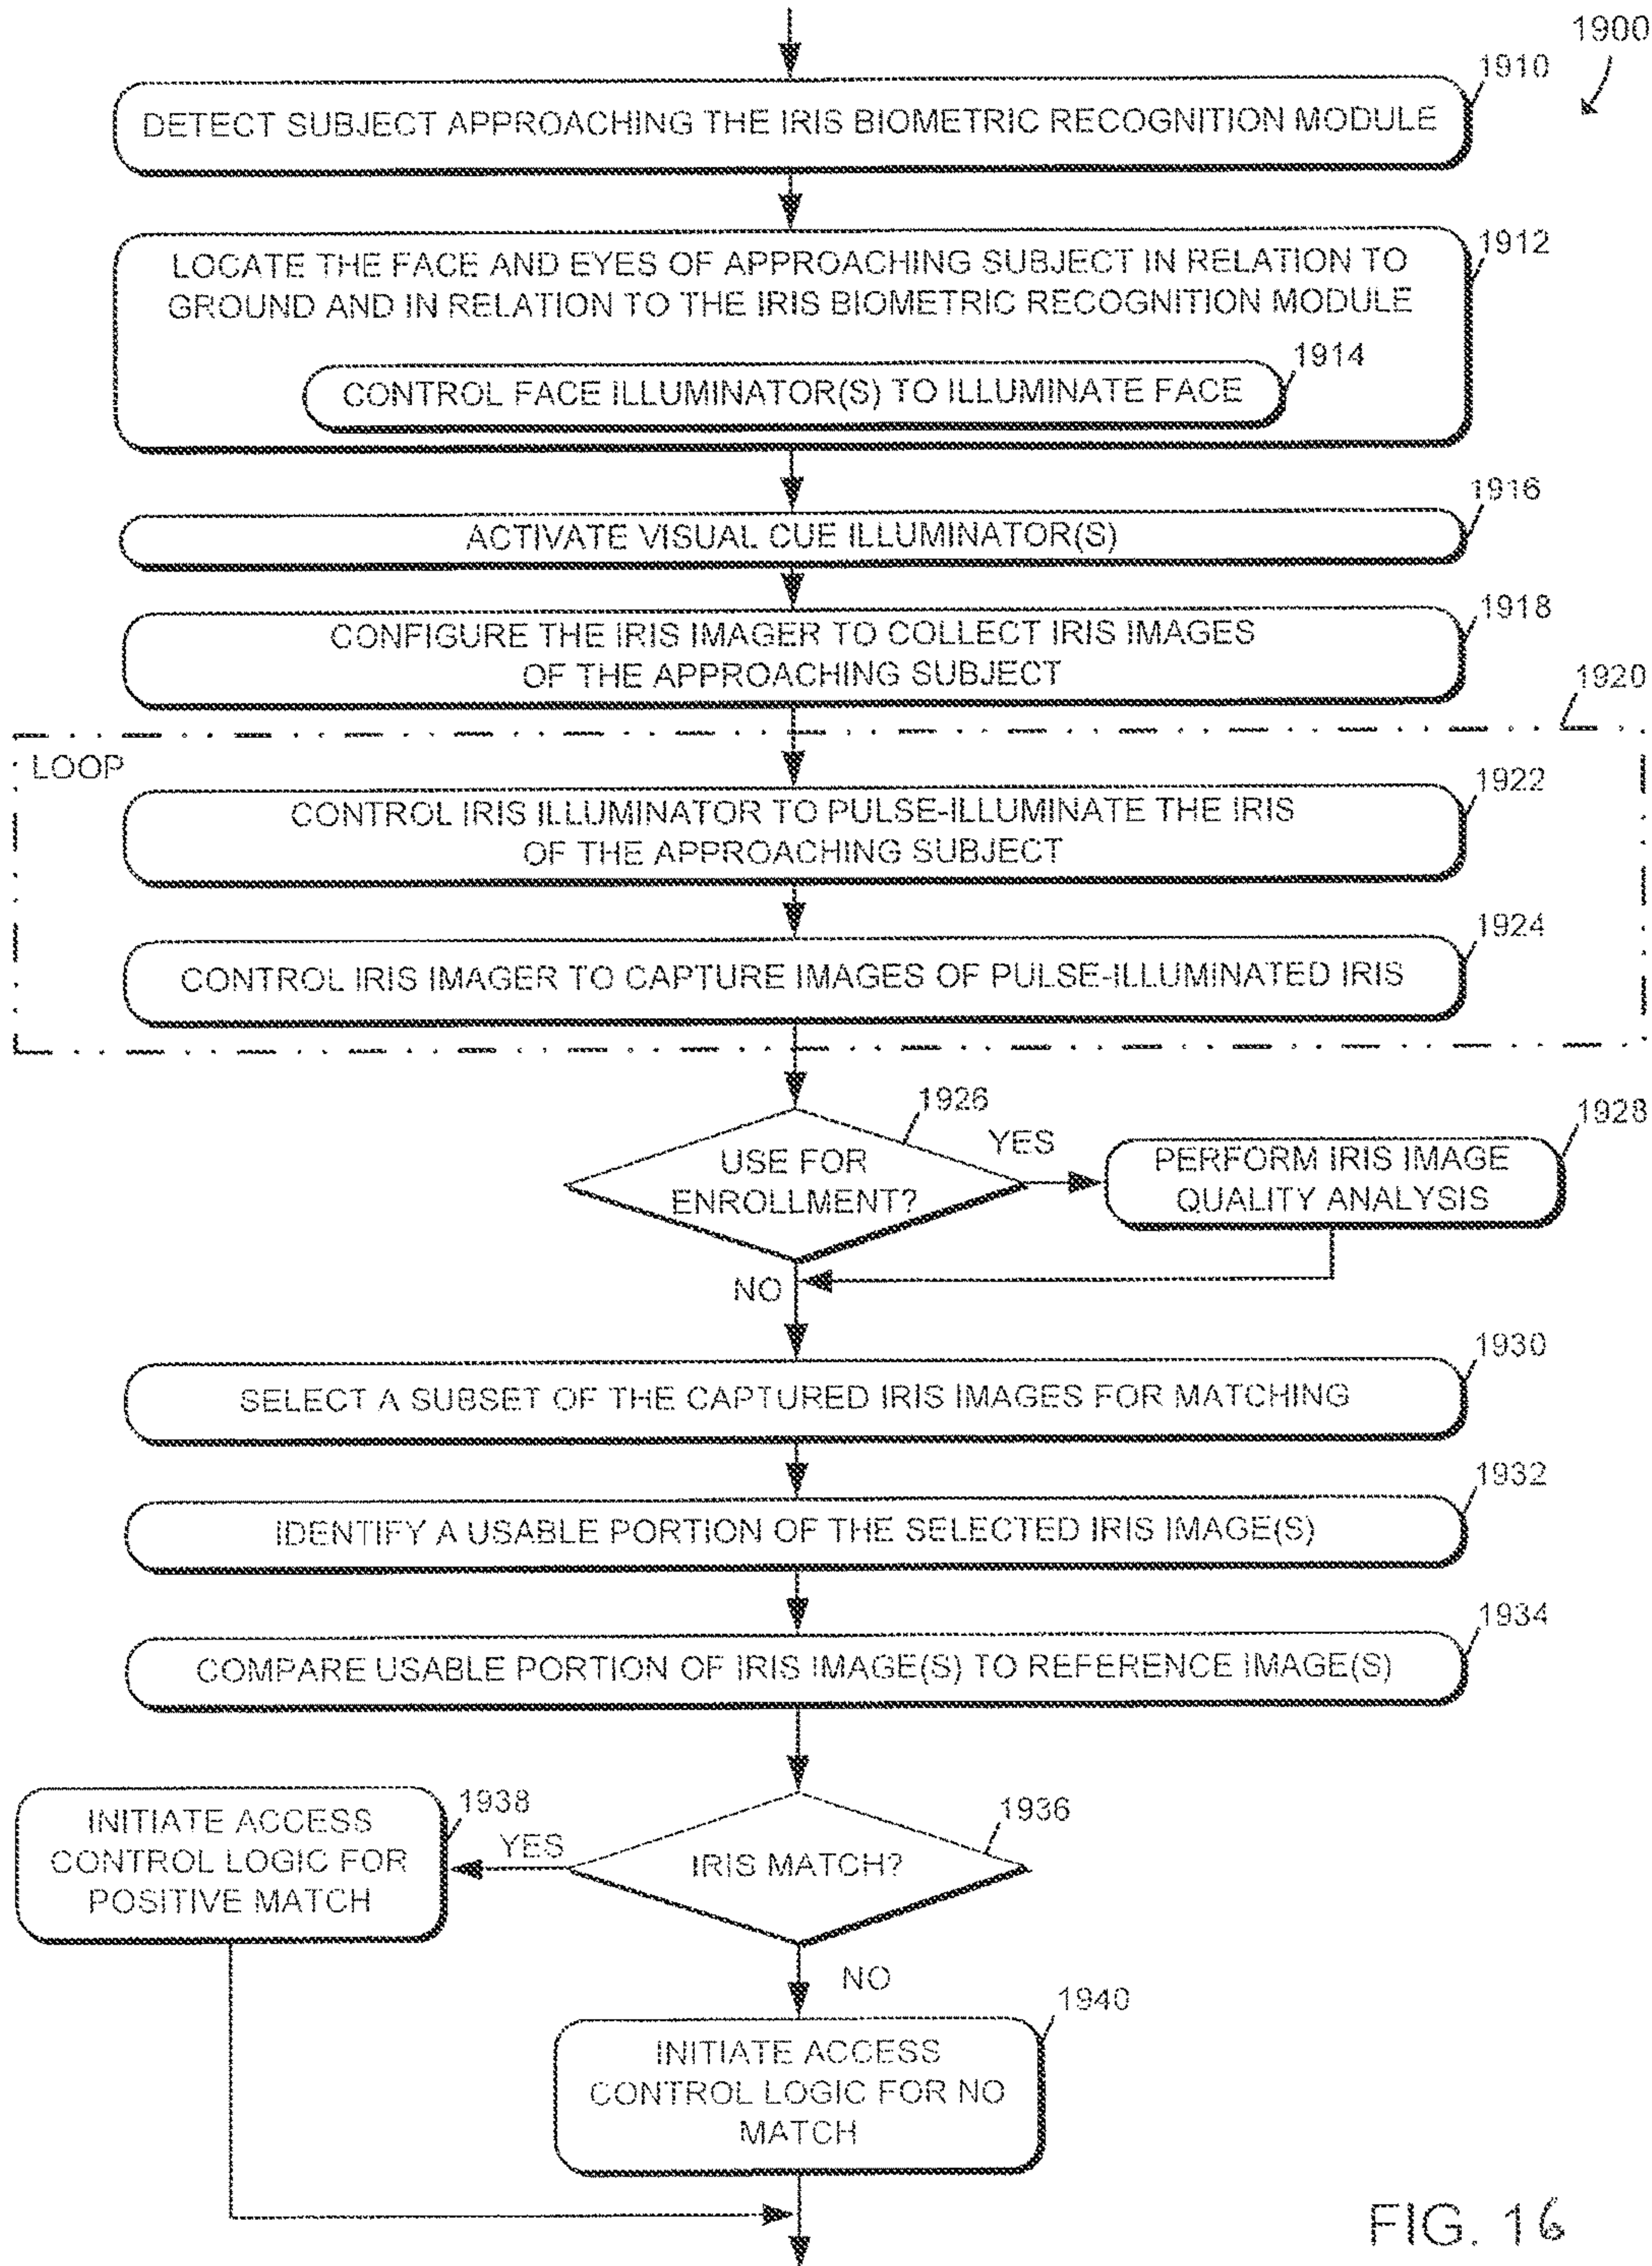 1900
1910
DETECT SUBJECT APPROACHING THE IRIS BIOMETRIC RECOGNITION MODULE
1912
LOCATE THE FACE AND EYES OF APPROACHING SUBJECT IN RELATION TO
GROUND AND IN RELATION TO THE IRIS BIOMETRIC RECOGNITION MODULE
1914
CONTROL FACE ILLUMINATOR(S) TO ILLUMINATE FACE
1916
ACTIVATE VISUAL CUE ILLUMINATOR(S)
1918
CONFIGURE THE IRIS IMAGER TO COLLECT IRIS IMAGES
OF THE APPROACHING SUBJECT
1920
LOOP
1922
CONTROL IRIS ILLUMINATOR TO PULSE-ILLUMINATE THE IRIS
OF THE APPROACHING SUBJECT
1924
CONTROL IRIS IMAGER TO CAPTURE IMAGES OF PULSE-ILLUMINATED IRIS
1926
USE FOR
ENROLLMENT?
YES
1928
PERFORM IRIS IMAGE
QUALITY ANALYSIS
NO
1930
SELECT A SUBSET OF THE CAPTURED IRIS IMAGES FOR MATCHING
1932
IDENTIFY A USABLE PORTION OF THE SELECTED IRIS IMAGE(S)
1934
COMPARE USABLE PORTION OF IRIS IMAGE(S) TO REFERENCE IMAGE(S)
1936
IRIS MATCH?
YES
1938
INITIATE ACCESS
CONTROL LOGIC FOR
POSITIVE MATCH
NO
1940
INITIATE ACCESS
CONTROL LOGIC FOR NO
MATCH
FIG. 16